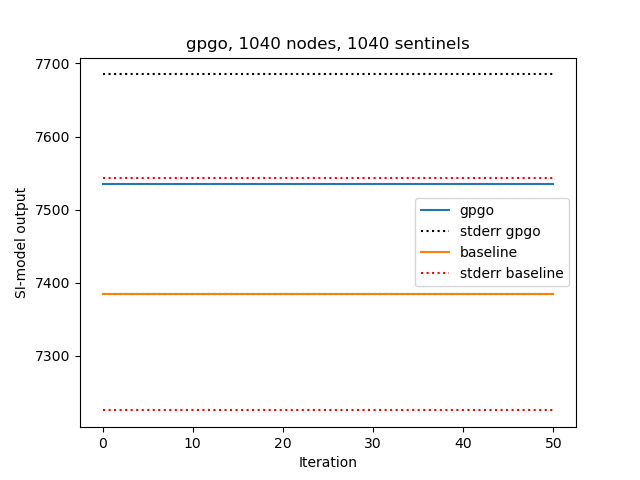 gpgo, 1040 nodes, 1040 sentinels
7700
7600
7500
7400
7300
SI-model output
gpgo
stderr gpgo
baseline
stderr baseline
0 10 20 30 40 50
Iteration